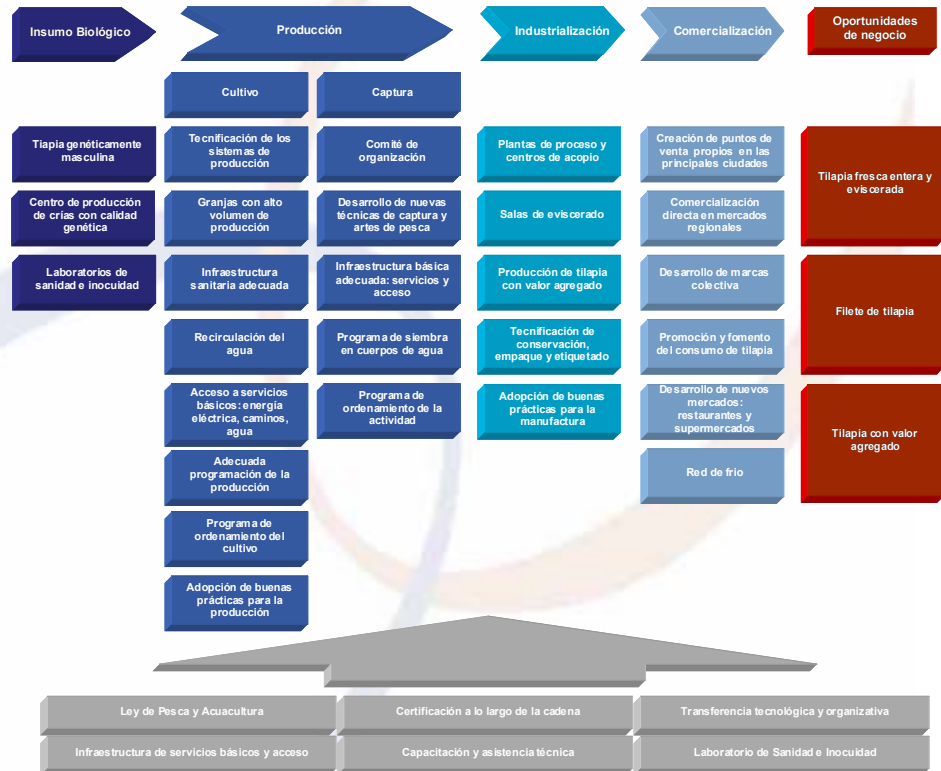 Insumo Biológico
Producción
Industrialización
Comercialización
Oportunidades
de negocio
Cultivo
Captura
Tiapia genéticamente
masculina
Centro de producción
de crías con calidad
genética
Laboratorios de
sanidad e inocuidad
Tecnificación de los
sistemas de
producción
Granjas con alto
volumen de
producción
Infraestructura
sanitaria adecuada
Recirculación del
agua
Acceso a servicios
básicos: energía
eléctrica, caminos,
agua
Adecuada
programación de la
producción
Programa de
ordenamiento del
cultivo
Adopción de buenas
prácticas para la
producción
Comité de
organización
Desarrollo de nuevas
técnicas de captura y
artes de pesca
Infraestructura básica
adecuada: servicios y
acceso
Programa de siembra
en cuerpos de agua
Programa de
ordenamiento de la
actividad
Plantas de proceso y
centros de acopio
Salas de eviscerado
Producción de tilapia
con valor agregado
Tecnificación de
conservación,
empaque y etiquetado
Adopción de buenas
prácticas para la
manufactura
Creación de puntos de
venta propios en las
principales ciudades
Comercialización
directa en mercados
regionales
Desarrollo de marcas
colectiva
Promoción y fomento
del consumo de tilapia
Desarrollo de nuevos
mercados:
restaurantes y
supermercados
Red de frio
Tilapia fresca entera y
eviscerada
Filete de tilapia
Tilapia con valor
agregado
Ley de Pesca y Acuacultura
Certificación a lo largo de la cadena
Transferencia tecnológica y organizativa
Infraestructura de servicios básicos y acceso
Capacitación y asistencia técnica
Laboratorio de Sanidad e Inocuidad